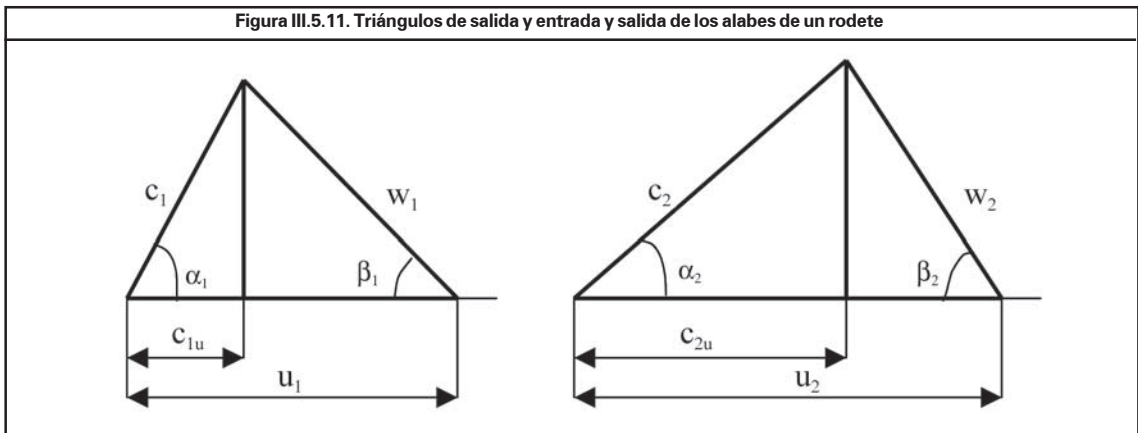 Figura III.5.11. Triángulos de salida y entrada y salida de los alabes de un rodete
c₁
w₁
α₁
β₁
c₁ᵤ
u₁
c₂
w₂
α₂
β₂
c₂ᵤ
u₂